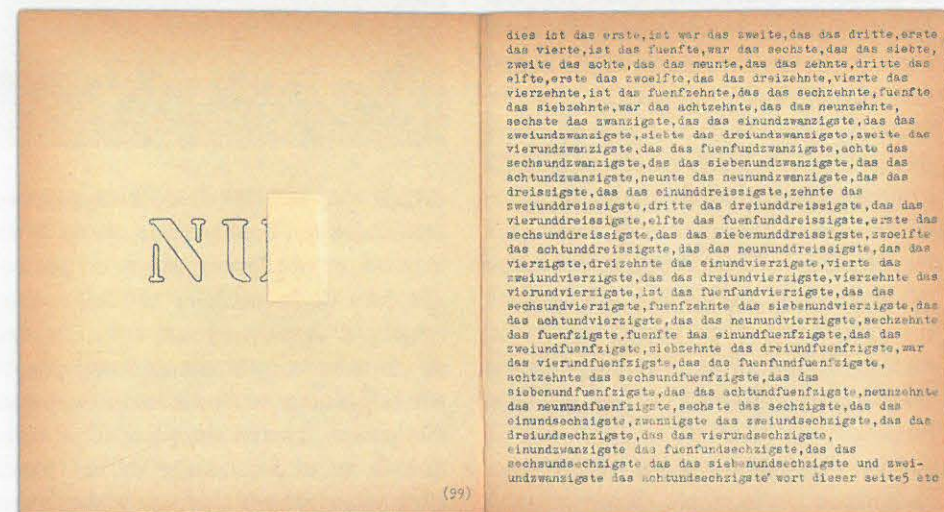 NU
(99)
dies ist das erste,ist war das zweite,das das dritte,erste
das vierte,ist das fuenfte,war das sechste,das das siebte,
zweite das achte,das das neunte,das das zehnte,dritte das
elfte,erste das zwoelfte,das das dreizehnte,vierte das
vierzehnte,ist das fuenfzehnte,das das sechzehnte,fuenfte
das siebzehnte,war das achtzehnte,das das neunzehnte,
sechste das zwanzigste,das das einundzwanzigste,das das
zweiundzwanzigste,siebte das dreiundzwanzigste,zweite das
vierundzwanzigste,das das fuenfundzwanzigste,achte das
sechsundzwanzigste,das das siebenundzwanzigste,das das
achtundzwanzigste,neunte das neunundzwanzigste,das das
dreissigste,das das einunddreissigste,zehnte das
zweiunddreissigste,dritte das dreiunddreissigste,das das
vierunddreissigste,elfte das fuenfunddreissigste,erste das
sechsunddreissigste,das das siebenunddreissigste,zwoelfte
das achtunddreissigste,das das neununddreissigste,das das
vierzigste,dreizehnte das einundvierzigste,vierte das
zweiundvierzigste,das das dreiundvierzigste,vierzehnte das
vierundvierzigste,ist das fuenfundvierzigste,das das
sechsundvierzigste,fuenfzehnte das siebenundvierzigste,das
das achtundvierzigste,das das neunundvierzigste,sechzehnte
das fuenfzigste,fuenfte das einundfuenfzigste,das das
zweiundfuenfzigste,siebzehnte das dreiundfuenfzigste,war
das vierundfuenfzigste,das das fuenfundfuenfzigste,
achtzehnte das sechsundfuenfzigste,das das
siebenundfuenfzigste,das das achtundfuenfzigste,neunzehnte
das neunundfuenfzigste,sechste das sechzigste,das das
einundsechzigste,zwanzigste das zweiundsechzigste,das das
dreiundsechzigste,das das vierundsechzigste,
einundzwanzigste das fuenfundsechzigste,das das
sechsundsechzigste das das siebenundsechzigste und zwei-
undzwanzigste das achtundsechzigste wort dieser seite5 etc